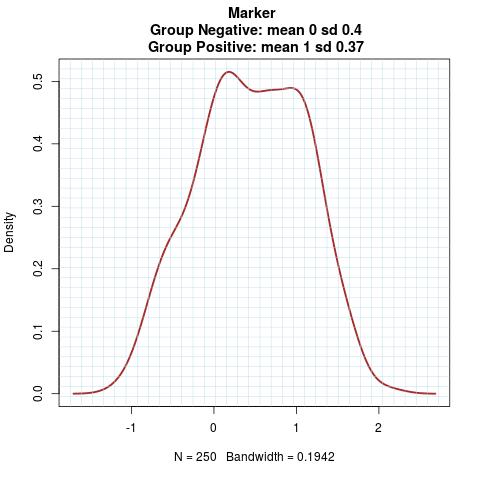 Marker
Group Negative: mean 0 sd 0.4
Group Positive: mean 1 sd 0.37
0.5
0.4
0.3
0.2
0.1
0.0
Density
-1 0 1 2
N = 250 Bandwidth = 0.1942